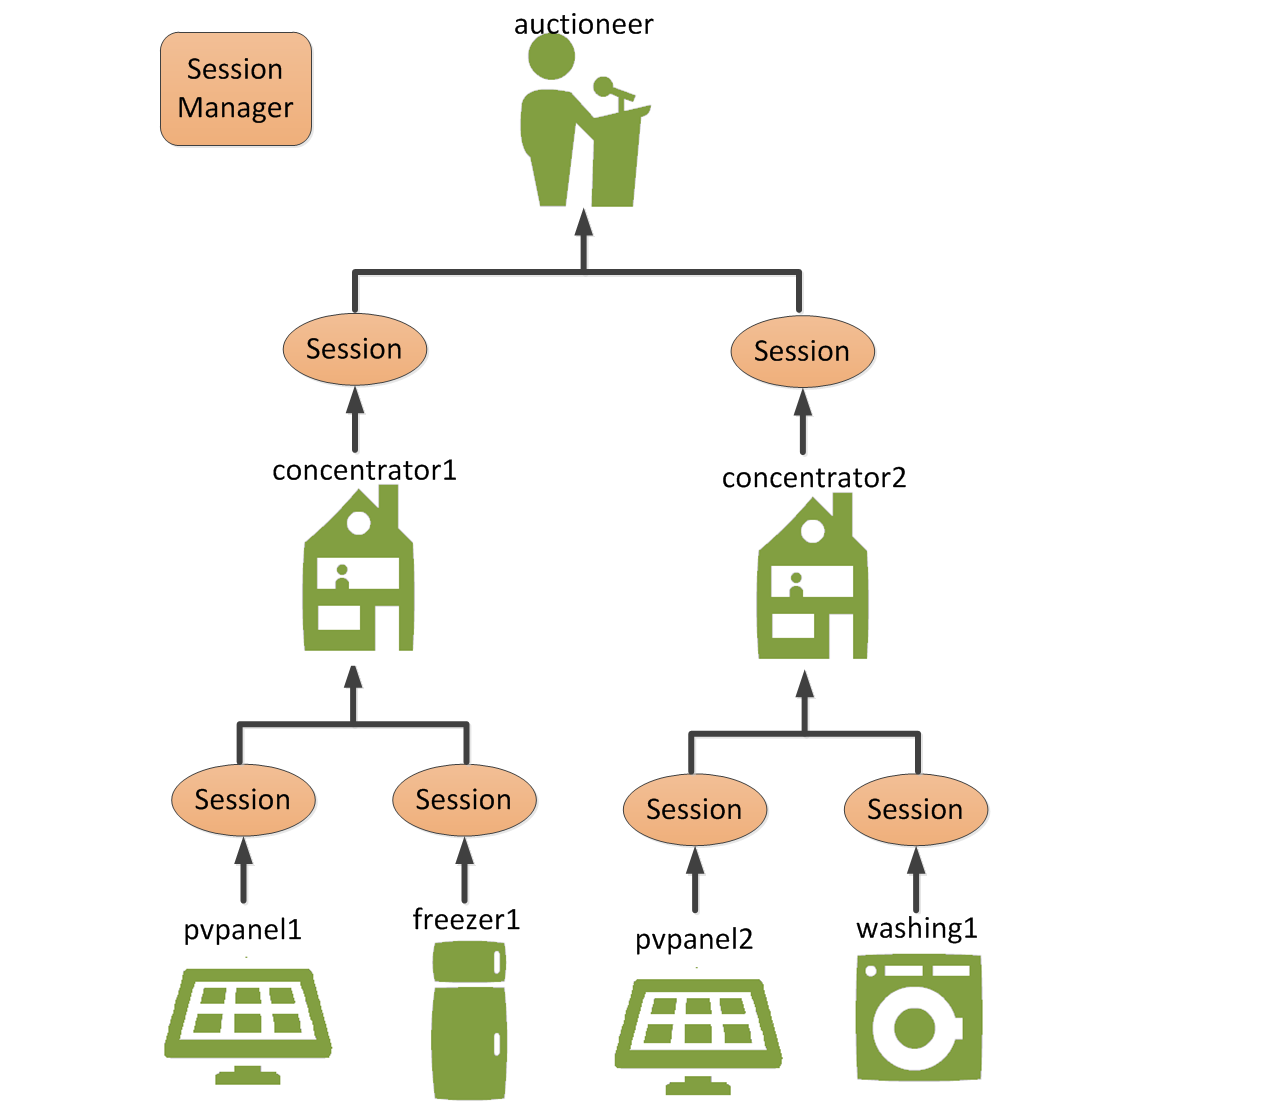 auctioneer
Session
Manager
Session
Session
concentrator1
concentrator2
Session
Session
Session
Session
pvpanel1
freezer1
pvpanel2
washing1